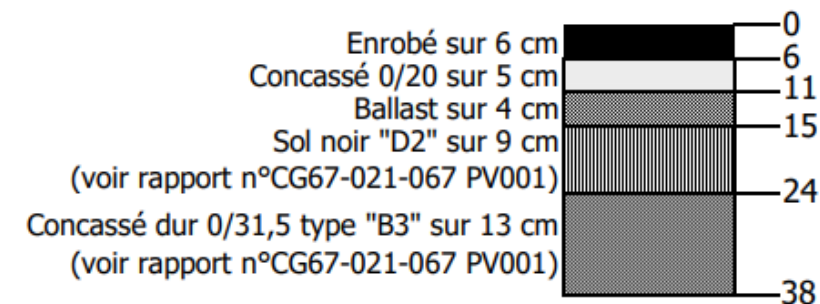 0
Enrobé sur 6 cm
6
Concassé 0/20 sur 5 cm
11
Ballast sur 4 cm
15
Sol noir "D2" sur 9 cm
(voir rapport n°CG67-021-067 PV001)
24
Concassé dur 0/31,5 type "B3" sur 13 cm
(voir rapport n°CG67-021-067 PV001)
38